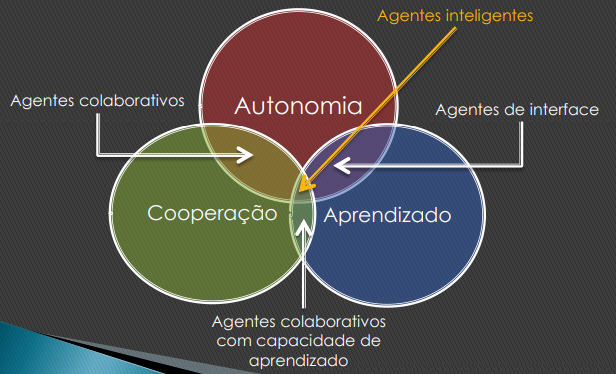 Agentes inteligentes
Agentes colaborativos
Autonomia
Agentes de interface
Cooperação
Aprendizado
Agentes colaborativos
com capacidade de
aprendizado